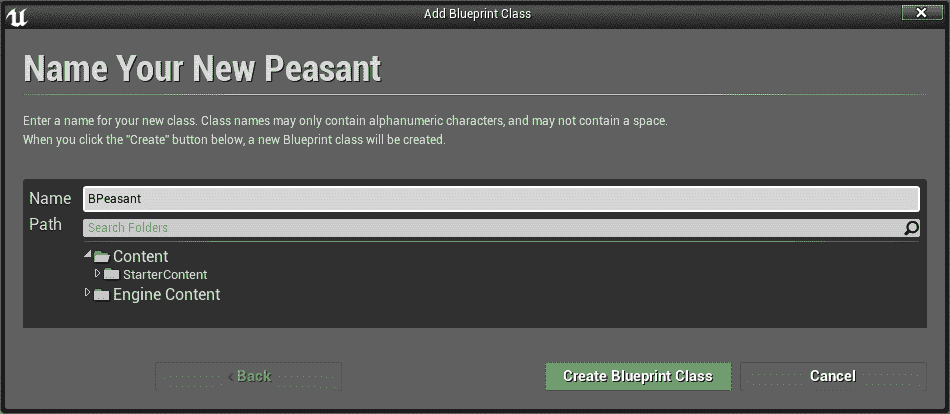 Add Blueprint Class
Name Your New Peasant
Enter a name for your new class. Class names may only contain alphanumeric characters, and may not contain a space.
When you click the "Create" button below, a new Blueprint class will be created.
Name
BPeasant
Path
Search Folders
Content
StarterContent
Engine Content
Back
Create Blueprint Class
Cancel